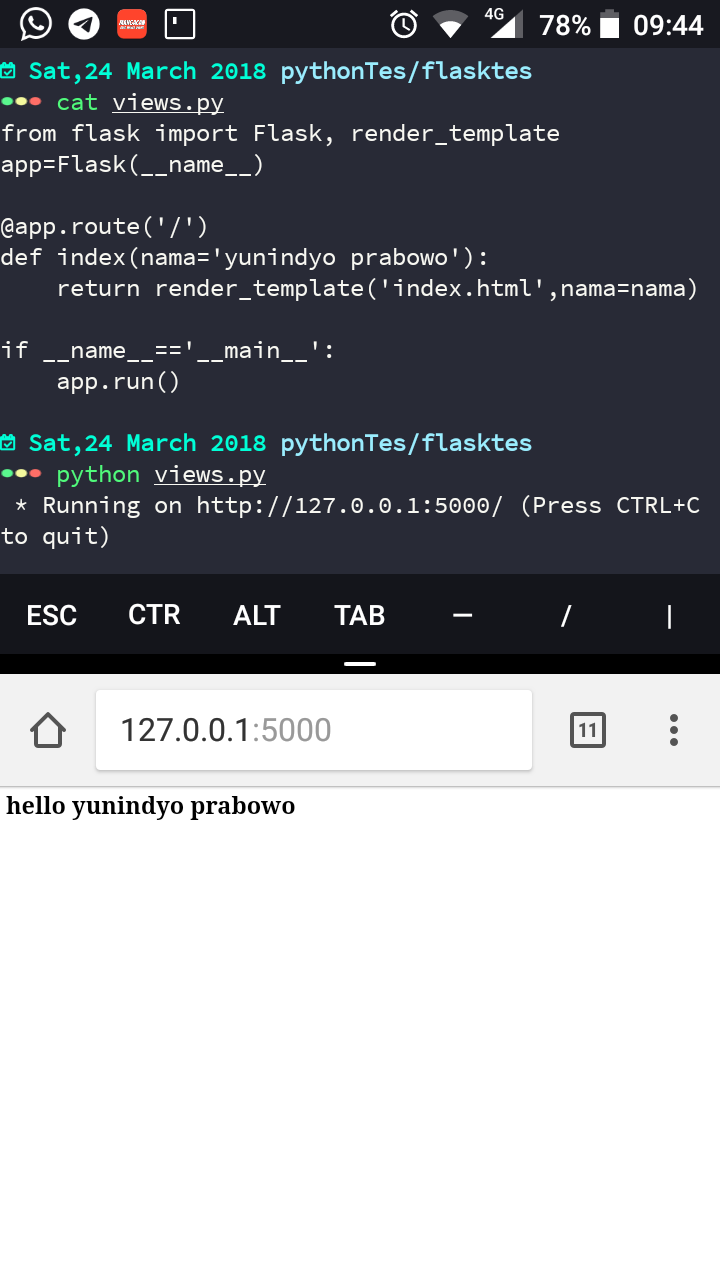 4G 78% 09:44
Sat,24 March 2018 pythonTes/flasktes
cat views.py
from flask import Flask, render_template
app=Flask(__name__)
@app.route('/')
def index(nama='yunindyo prabowo'):
    return render_template('index.html',nama=nama)
if __name__=='__main__':
    app.run()
Sat,24 March 2018 pythonTes/flasktes
python views.py
 * Running on http://127.0.0.1:5000/ (Press CTRL+C
to quit)
ESC CTR ALT TAB — / |
127.0.0.1:5000 11
hello yunindyo prabowo